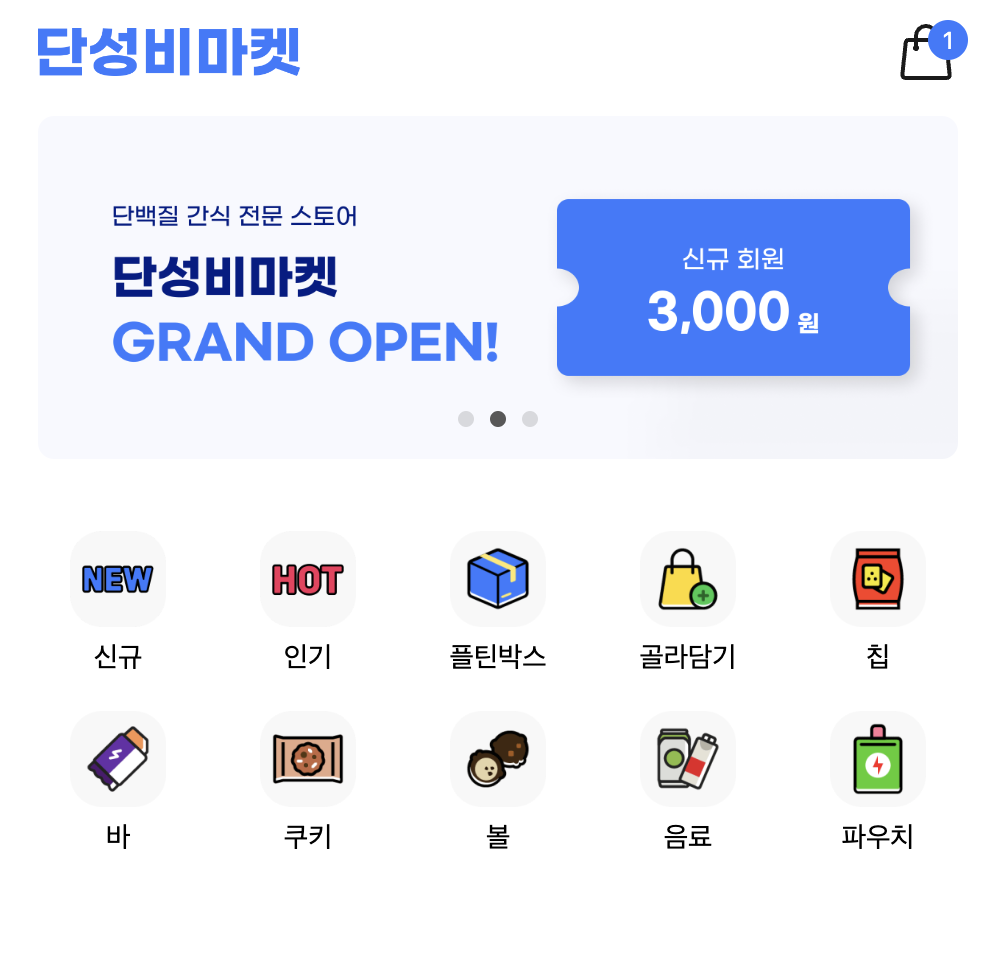 단성비마켓
1
단백질 간식 전문 스토어
단성비마켓
GRAND OPEN!
신규 회원
3,000 원
NEW
HOT
신규
인기
플틴박스
골라담기
칩
바
쿠키
볼
음료
파우치